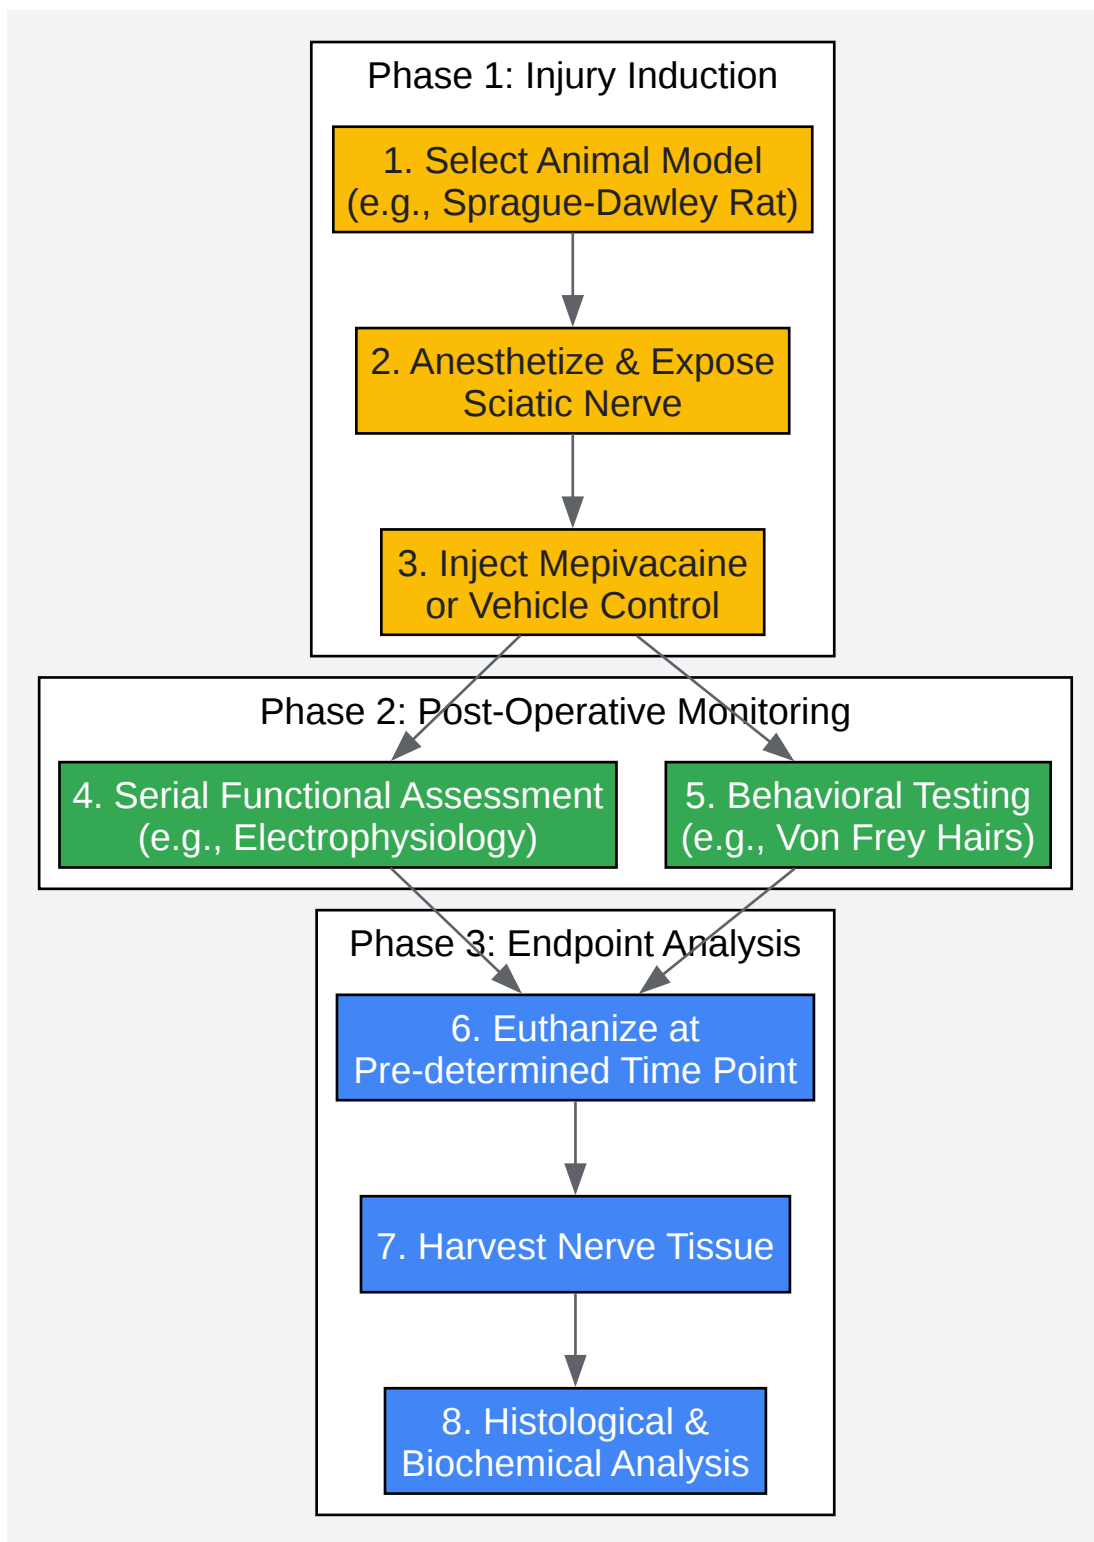 Phase 1: Injury Induction
1. Select Animal Model
(e.g., Sprague-Dawley Rat)
2. Anesthetize & Expose
Sciatic Nerve
3. Inject Mepivacaine
or Vehicle Control
Phase 2: Post-Operative Monitoring
4. Serial Functional Assessment
(e.g., Electrophysiology)
5. Behavioral Testing
(e.g., Von Frey Hairs)
Phase 3: Endpoint Analysis
6. Euthanize at
Pre-determined Time Point
7. Harvest Nerve Tissue
8. Histological &
Biochemical Analysis